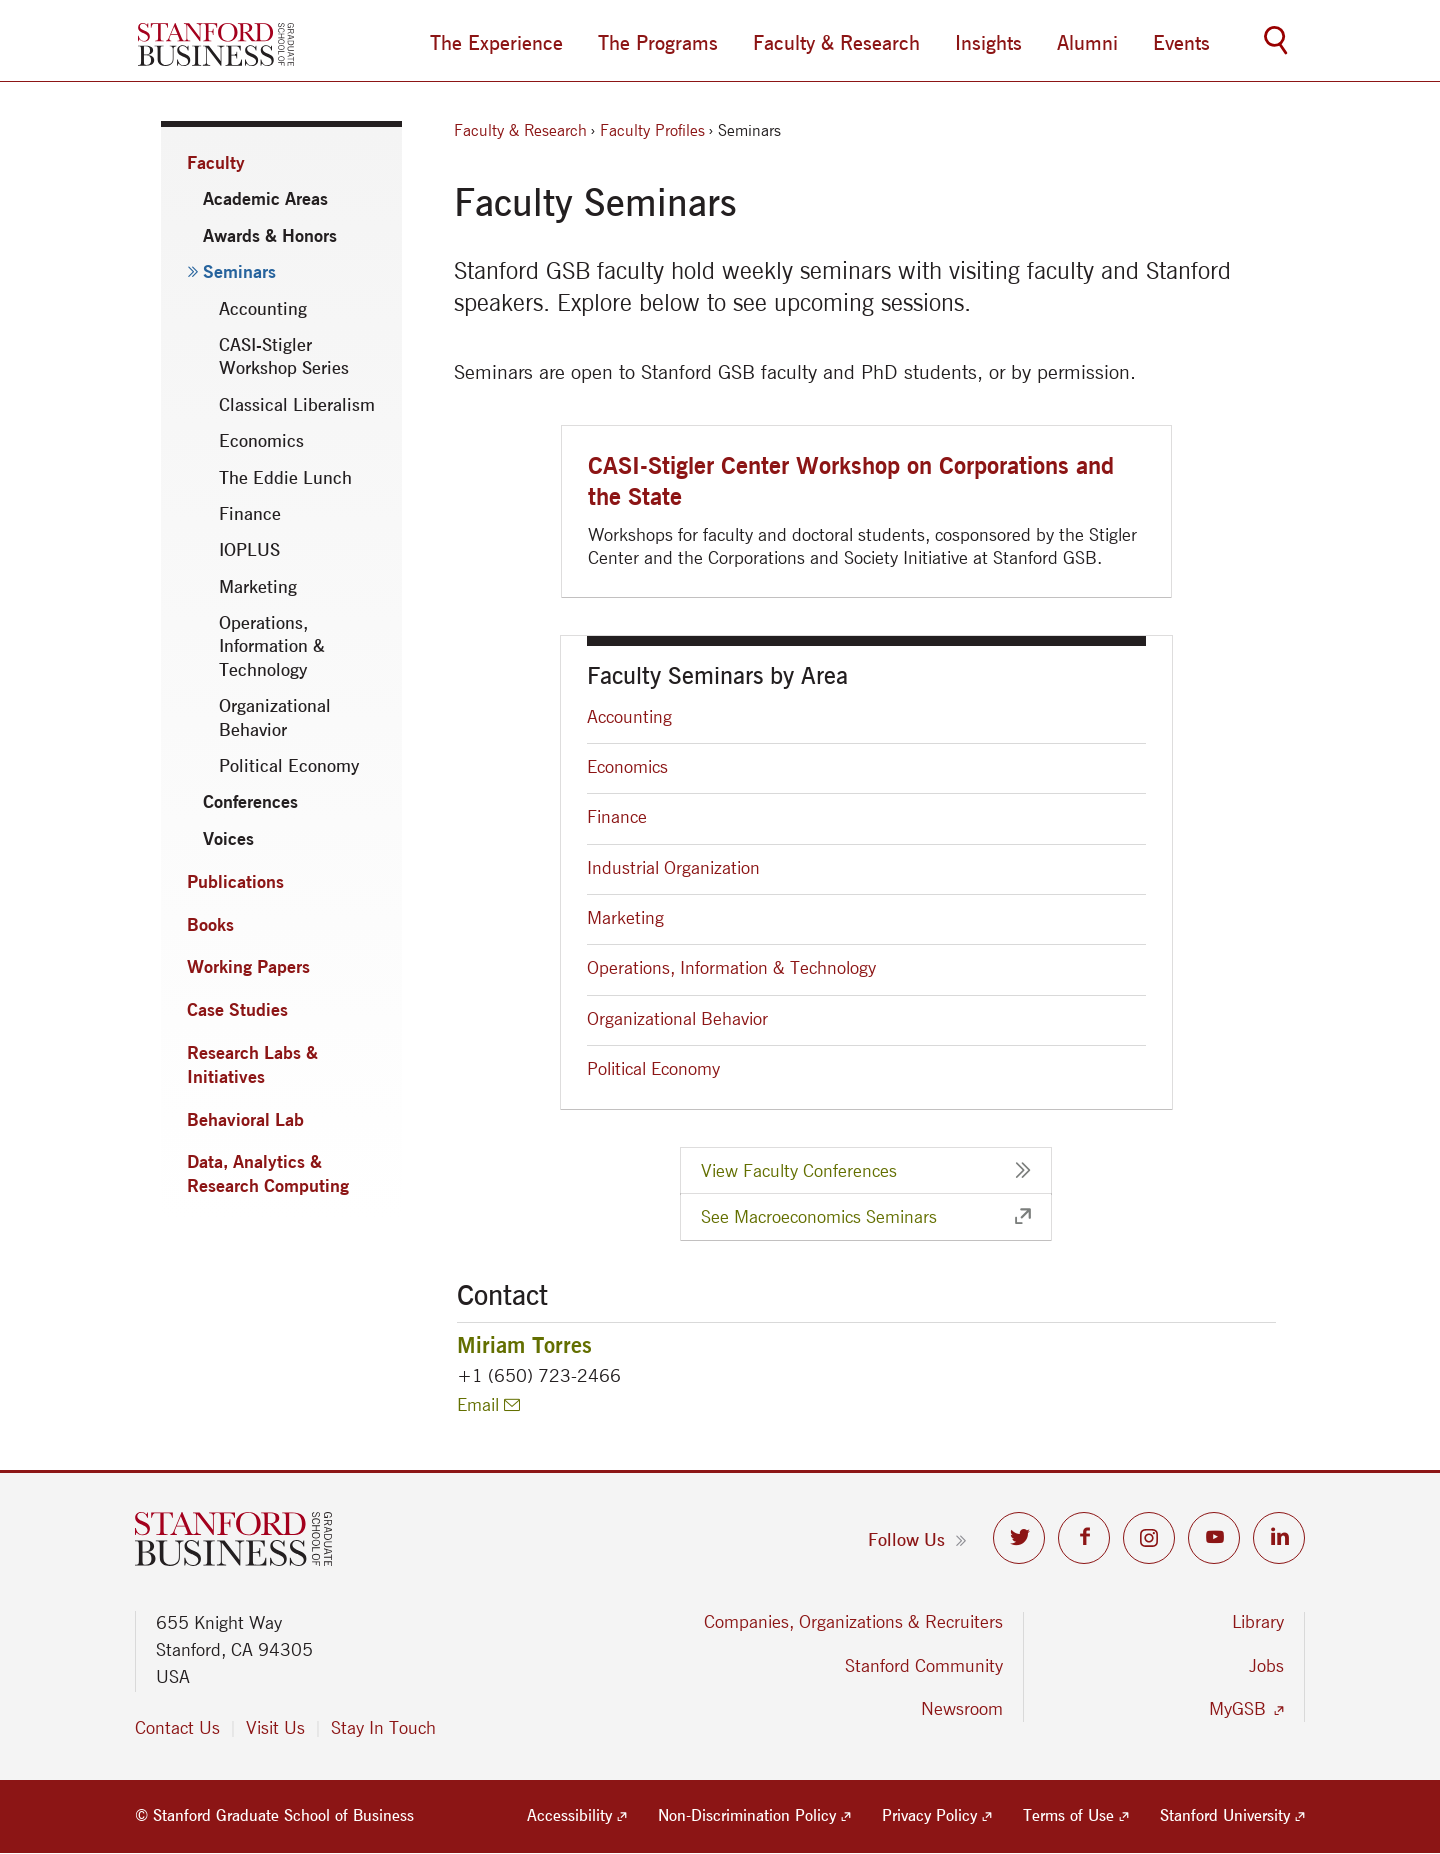 STANFORD
BUSINESS
GRADUATE
SCHOOL OF
The Experience
The Programs
Faculty & Research
Insights
Alumni
Events
Faculty
Academic Areas
Awards & Honors
Seminars
Accounting
CASI-Stigler
Workshop Series
Classical Liberalism
Economics
The Eddie Lunch
Finance
IOPLUS
Marketing
Operations,
Information &
Technology
Organizational
Behavior
Political Economy
Conferences
Voices
Publications
Books
Working Papers
Case Studies
Research Labs &
Initiatives
Behavioral Lab
Data, Analytics &
Research Computing
Faculty & Research › Faculty Profiles › Seminars
Faculty Seminars
Stanford GSB faculty hold weekly seminars with visiting faculty and Stanford
speakers. Explore below to see upcoming sessions.
Seminars are open to Stanford GSB faculty and PhD students, or by permission.
CASI-Stigler Center Workshop on Corporations and
the State
Workshops for faculty and doctoral students, cosponsored by the Stigler
Center and the Corporations and Society Initiative at Stanford GSB.
Faculty Seminars by Area
Accounting
Economics
Finance
Industrial Organization
Marketing
Operations, Information & Technology
Organizational Behavior
Political Economy
View Faculty Conferences
See Macroeconomics Seminars
Contact
Miriam Torres
+1 (650) 723-2466
Email
STANFORD
BUSINESS
GRADUATE
SCHOOL OF
Follow Us
655 Knight Way
Stanford, CA 94305
USA
Contact Us
Visit Us
Stay In Touch
Companies, Organizations & Recruiters
Stanford Community
Newsroom
Library
Jobs
MyGSB
© Stanford Graduate School of Business
Accessibility
Non-Discrimination Policy
Privacy Policy
Terms of Use
Stanford University